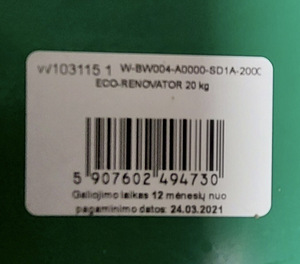 W103115 1 W-BW004-A0000-SD1A-200C
ECO-RENOVATOR 20 kg
5 907602 494730
Galiojimo laikas 12 mėnesių nuo
pagaminimo datos: 24.03.2021